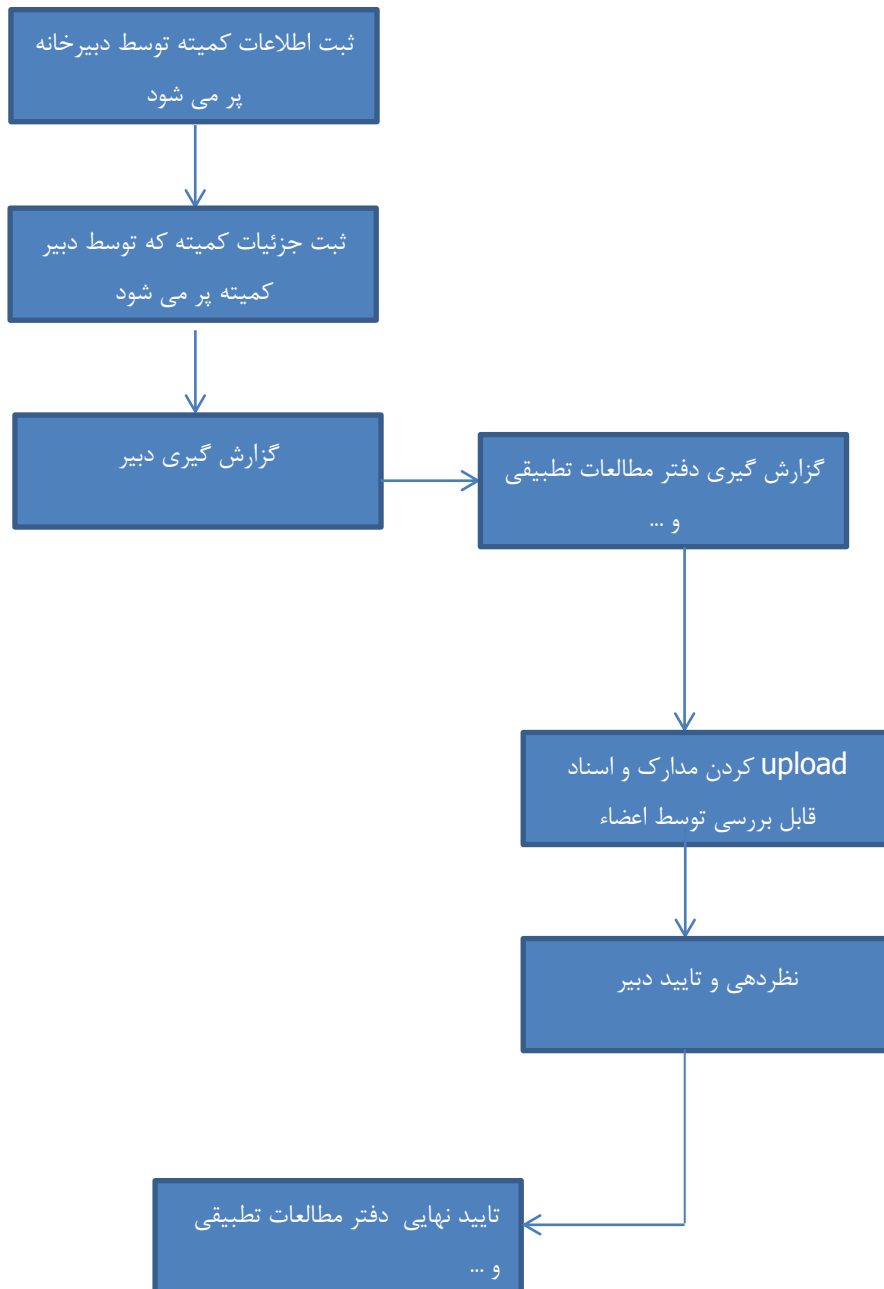 ثبت اطلاعات کمیته توسط دبیرخانه
پر می شود
ثبت جزئیات کمیته که توسط دبیر
کمیته پر می شود
گزارش گیری دبیر
گزارش گیری دفتر مطالعات تطبیقی
و ...
upload کردن مدارک و اسناد
قابل بررسی توسط اعضاء
نظردهی و تایید دبیر
تایید نهایی دفتر مطالعات تطبیقی
و ...